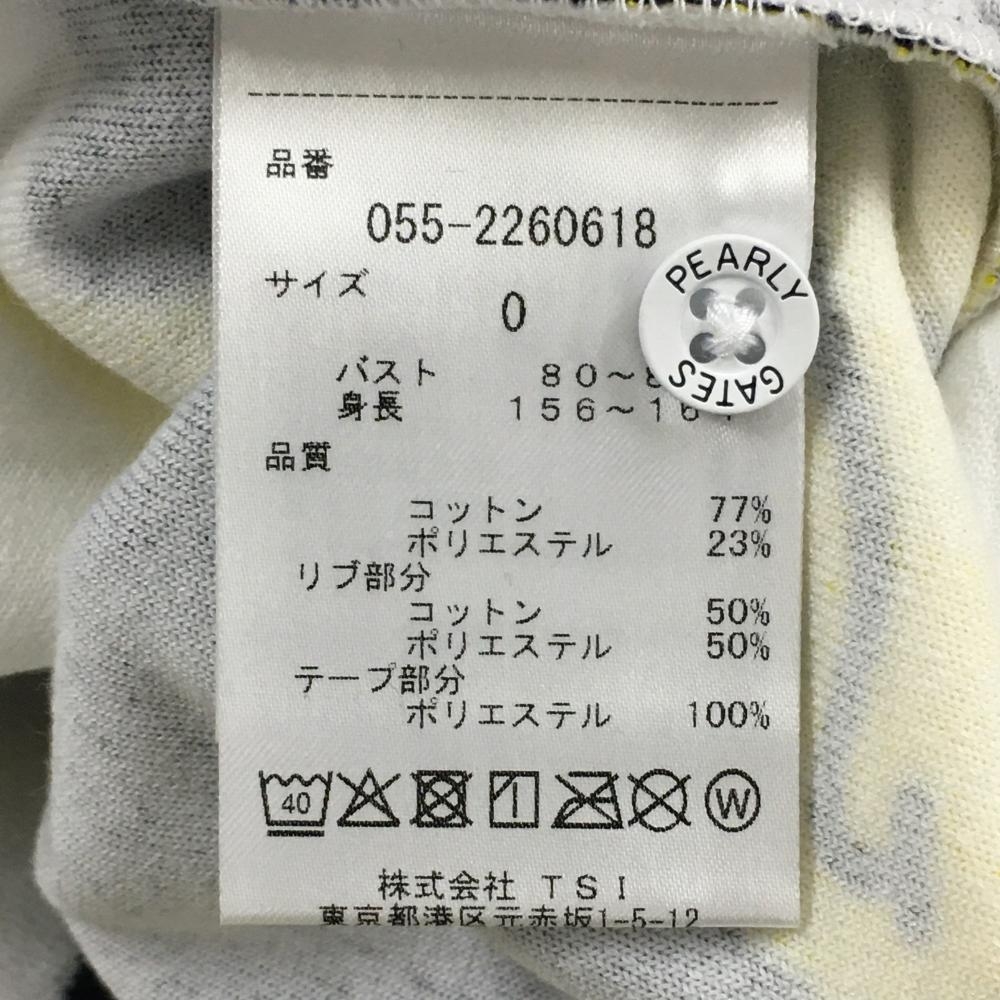 品番
055-2260618
サイズ
0
PEARLY
GATES
バスト 80~
身長 156~16
品質
コットン 77%
ポリエステル 23%
リブ部分
コットン 50%
ポリエステル 50%
テープ部分
ポリエステル 100%
40
W
株式会社 TSI
東京都港区元赤坂1-5-12